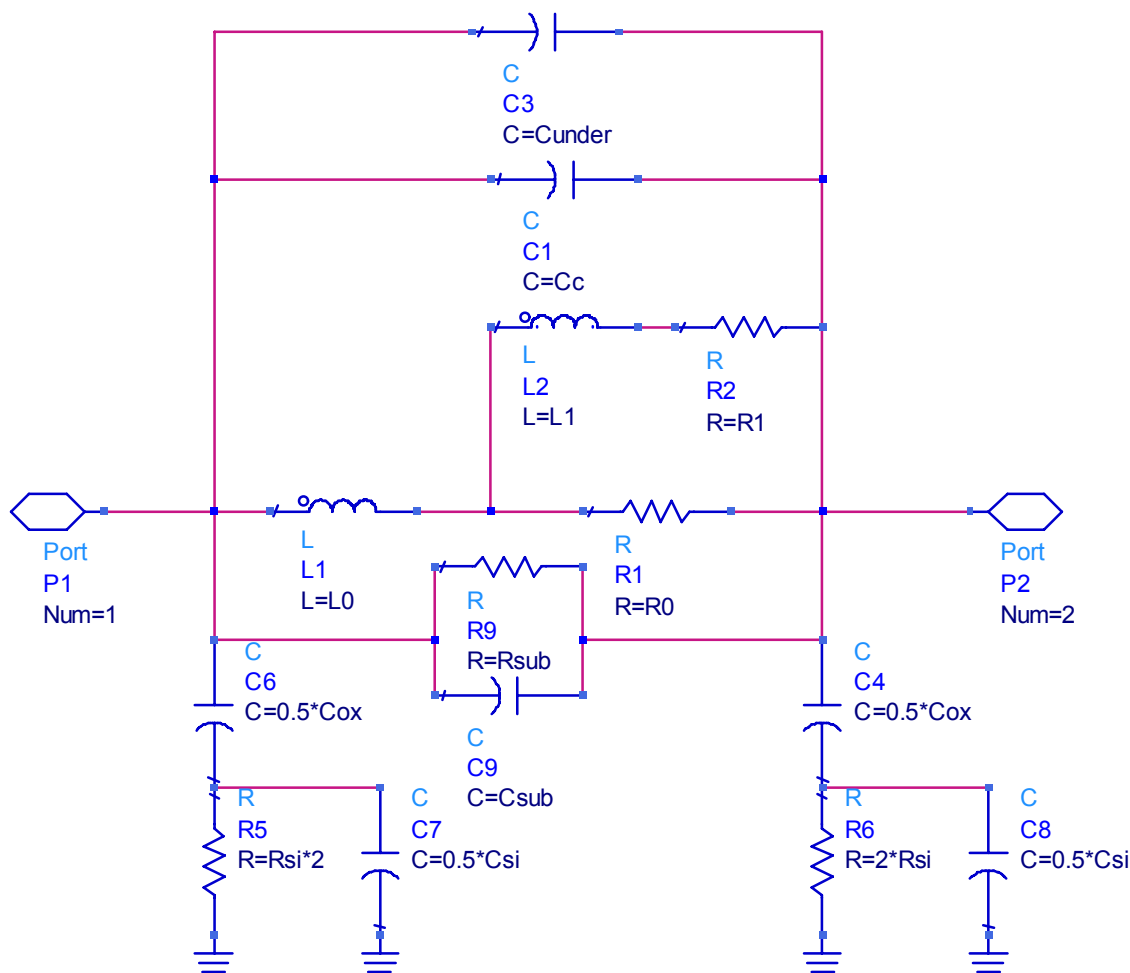 C
C3
C=Cunder
C
C1
C=Cc
L
L2
L=L1
R
R2
R=R1
Port
P1
Num=1
L
L1
L=L0
R
R1
R=R0
Port
P2
Num=2
R
R9
R=Rsub
C
C6
C=0.5*Cox
C
C4
C=0.5*Cox
C
C9
C=Csub
R
R5
R=Rsi*2
C
C7
C=0.5*Csi
R
R6
R=2*Rsi
C
C8
C=0.5*Csi